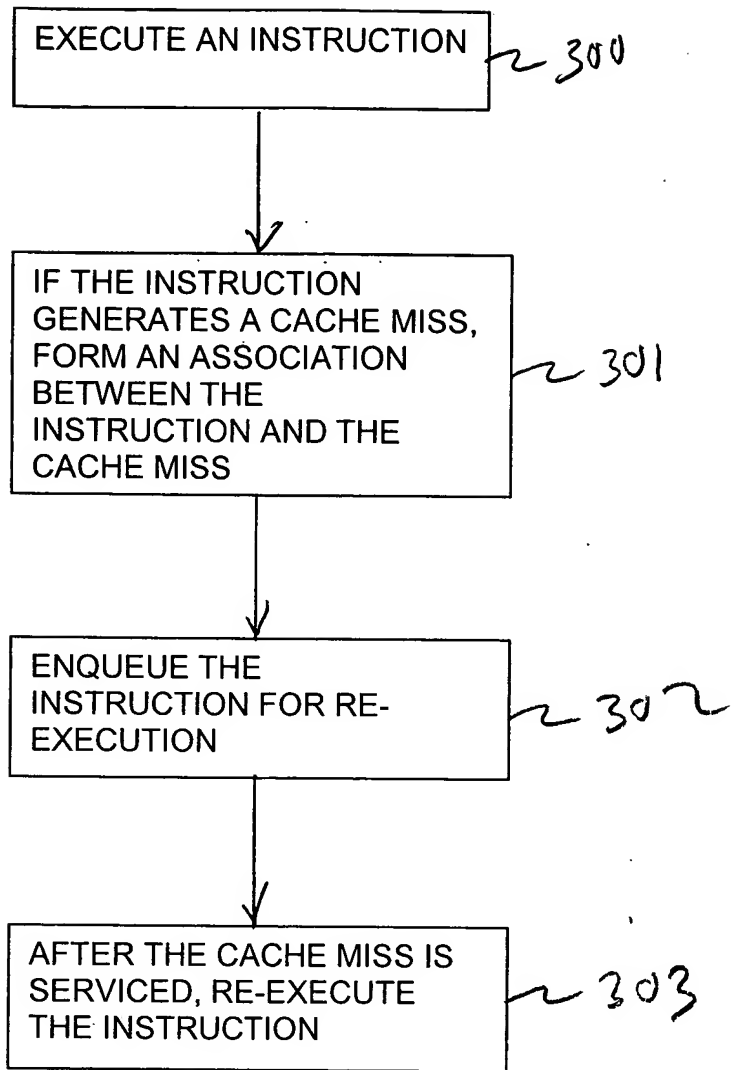 EXECUTE AN INSTRUCTION
300
IF THE INSTRUCTION
GENERATES A CACHE MISS,
FORM AN ASSOCIATION
BETWEEN THE
INSTRUCTION AND THE
CACHE MISS
301
ENQUEUE THE
INSTRUCTION FOR RE-
EXECUTION
302
AFTER THE CACHE MISS IS
SERVICED, RE-EXECUTE
THE INSTRUCTION
303